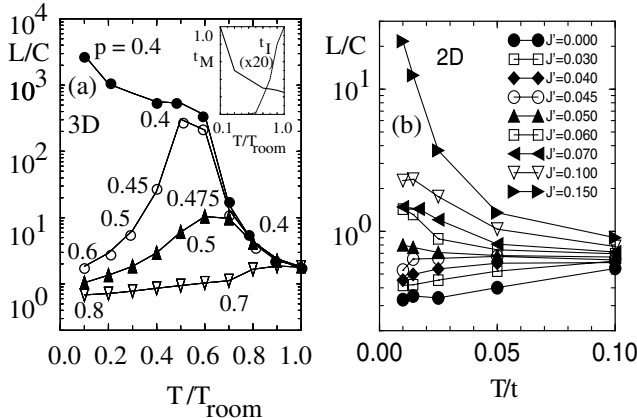 L/C
10^4
10^3
10^2
10^1
10^0
(a)
3D
p = 0.4
0.4
0.45
0.5
0.6
0.475
0.5
0.4
0.8
0.7
0.0 0.2 0.4 0.6 0.8 1.0
T/T_room
1.0
t_M
t_I
(x20)
0.1 1.0
T/T_room
L/C
10^1
10^0
2D
(b)
J'=0.000
J'=0.030
J'=0.040
J'=0.045
J'=0.050
J'=0.060
J'=0.070
J'=0.100
J'=0.150
0.00 0.05 0.10
T/t